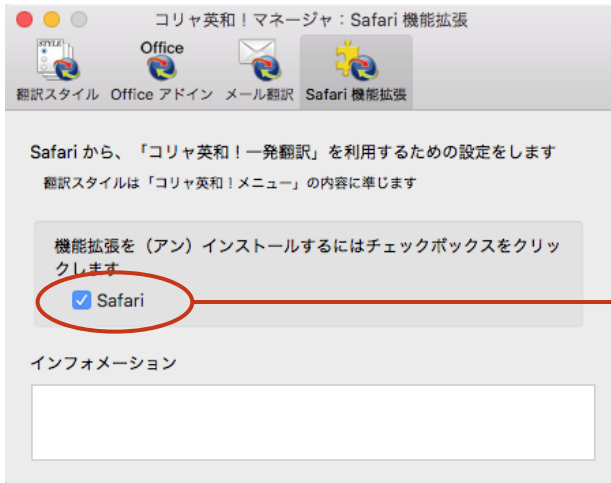 コリャ英和！マネージャ：Safari 機能拡張
STYLE
Office
翻訳スタイル Office アドイン メール翻訳 Safari 機能拡張
Safari から、「コリャ英和！一発翻訳」を利用するための設定をします
翻訳スタイルは「コリャ英和！メニュー」の内容に準じます
機能拡張を（アン）インストールするにはチェックボックスをクリッ
クします
Safari
インフォメーション